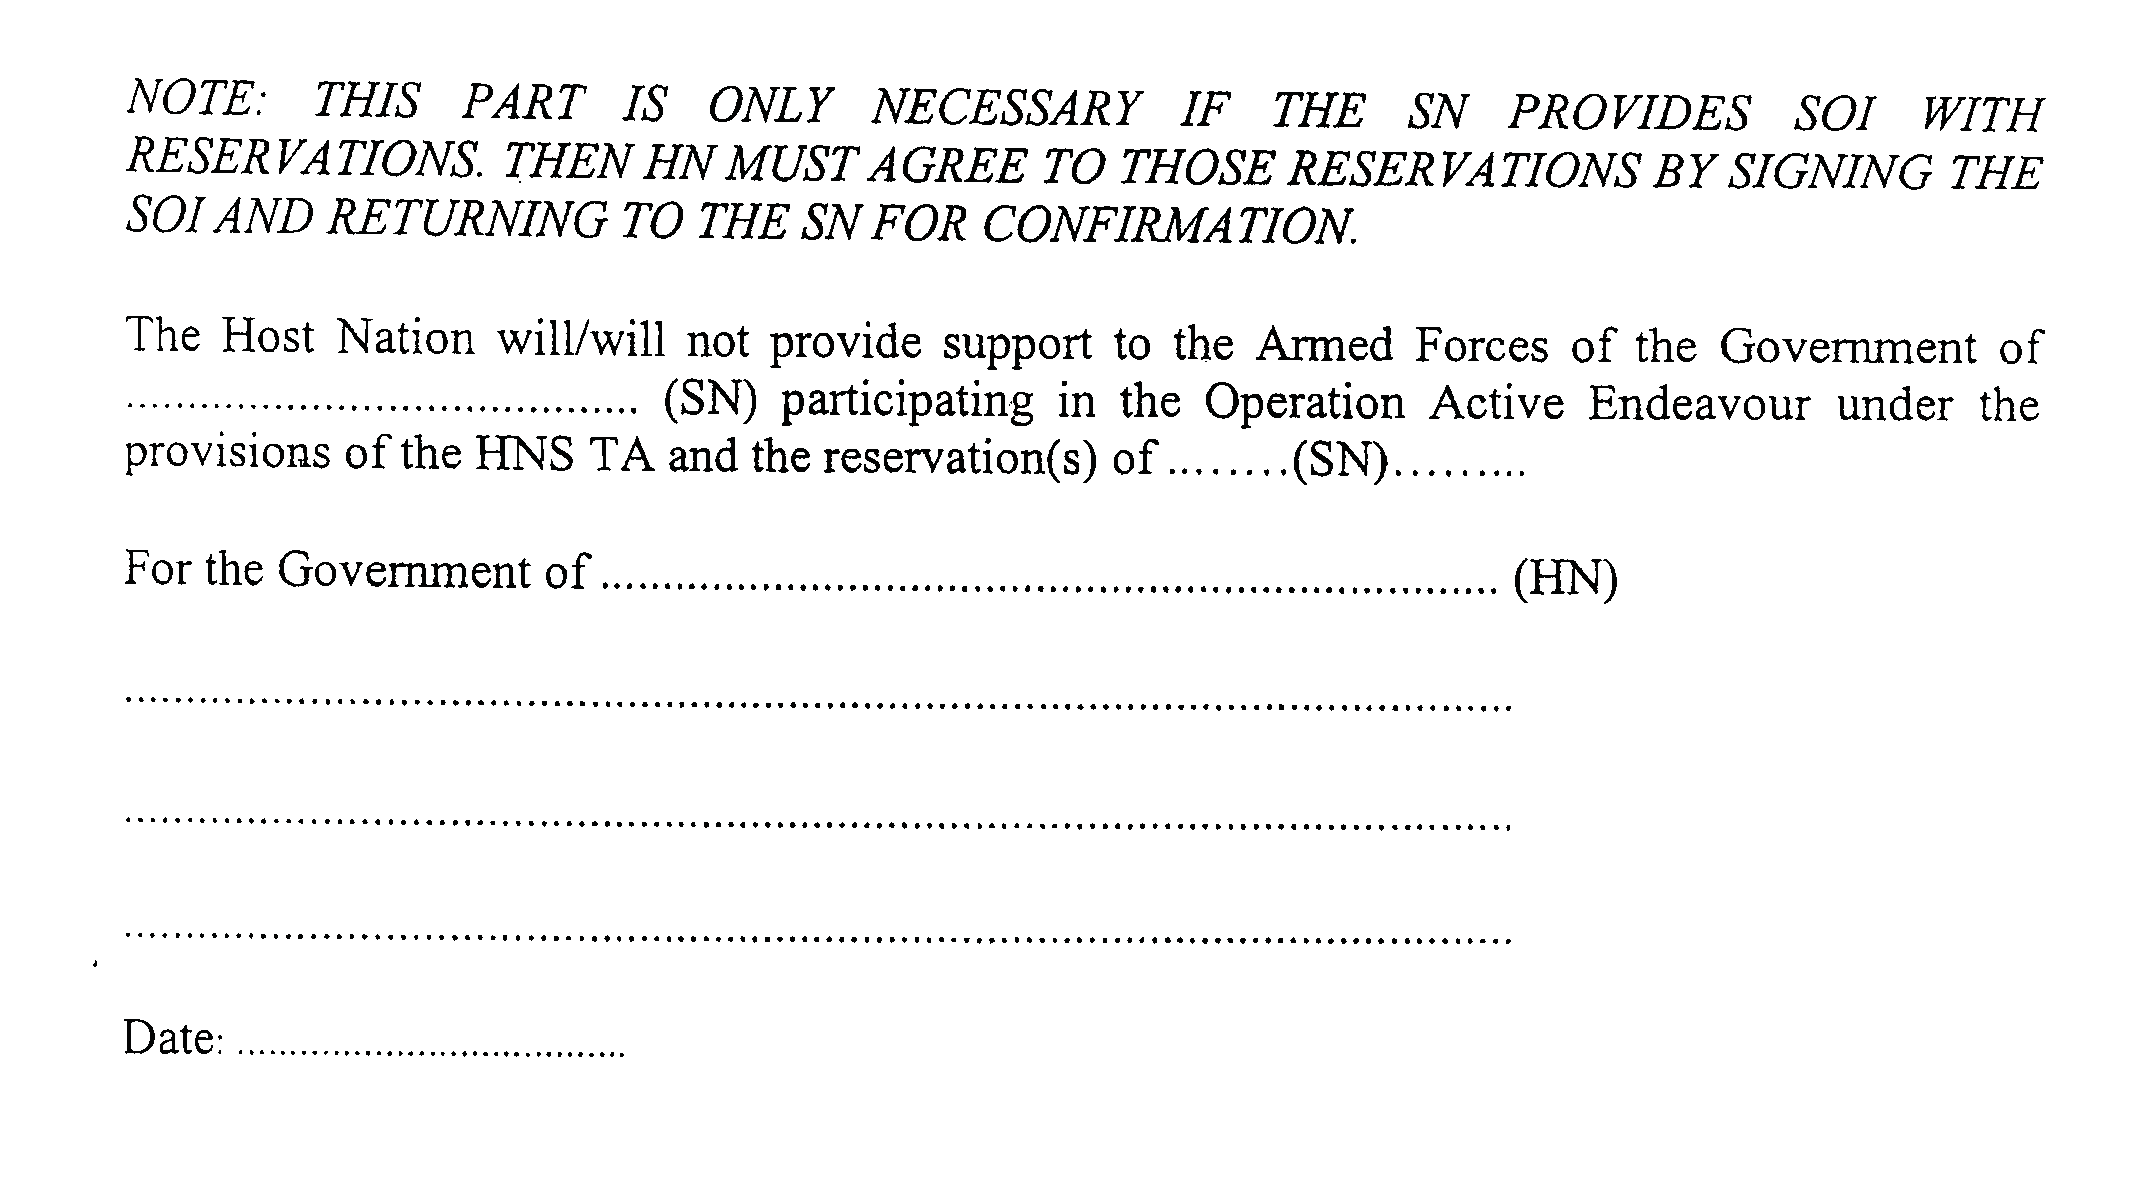 NOTE: THIS PART IS ONLY NECESSARY IF THE SN PROVIDES SOI WITH
RESERVATIONS. THEN HN MUST AGREE TO THOSE RESERVATIONS BY SIGNING THE
SOI AND RETURNING TO THE SN FOR CONFIRMATION.
The Host Nation will/will not provide support to the Armed Forces of the Government of
.......................................... (SN) participating in the Operation Active Endeavour under the
provisions of the HNS TA and the reservation(s) of ........(SN).........
For the Government of .......................................................................... (HN)
..................................................................................................................
..................................................................................................................
..................................................................................................................
Date: .....................................